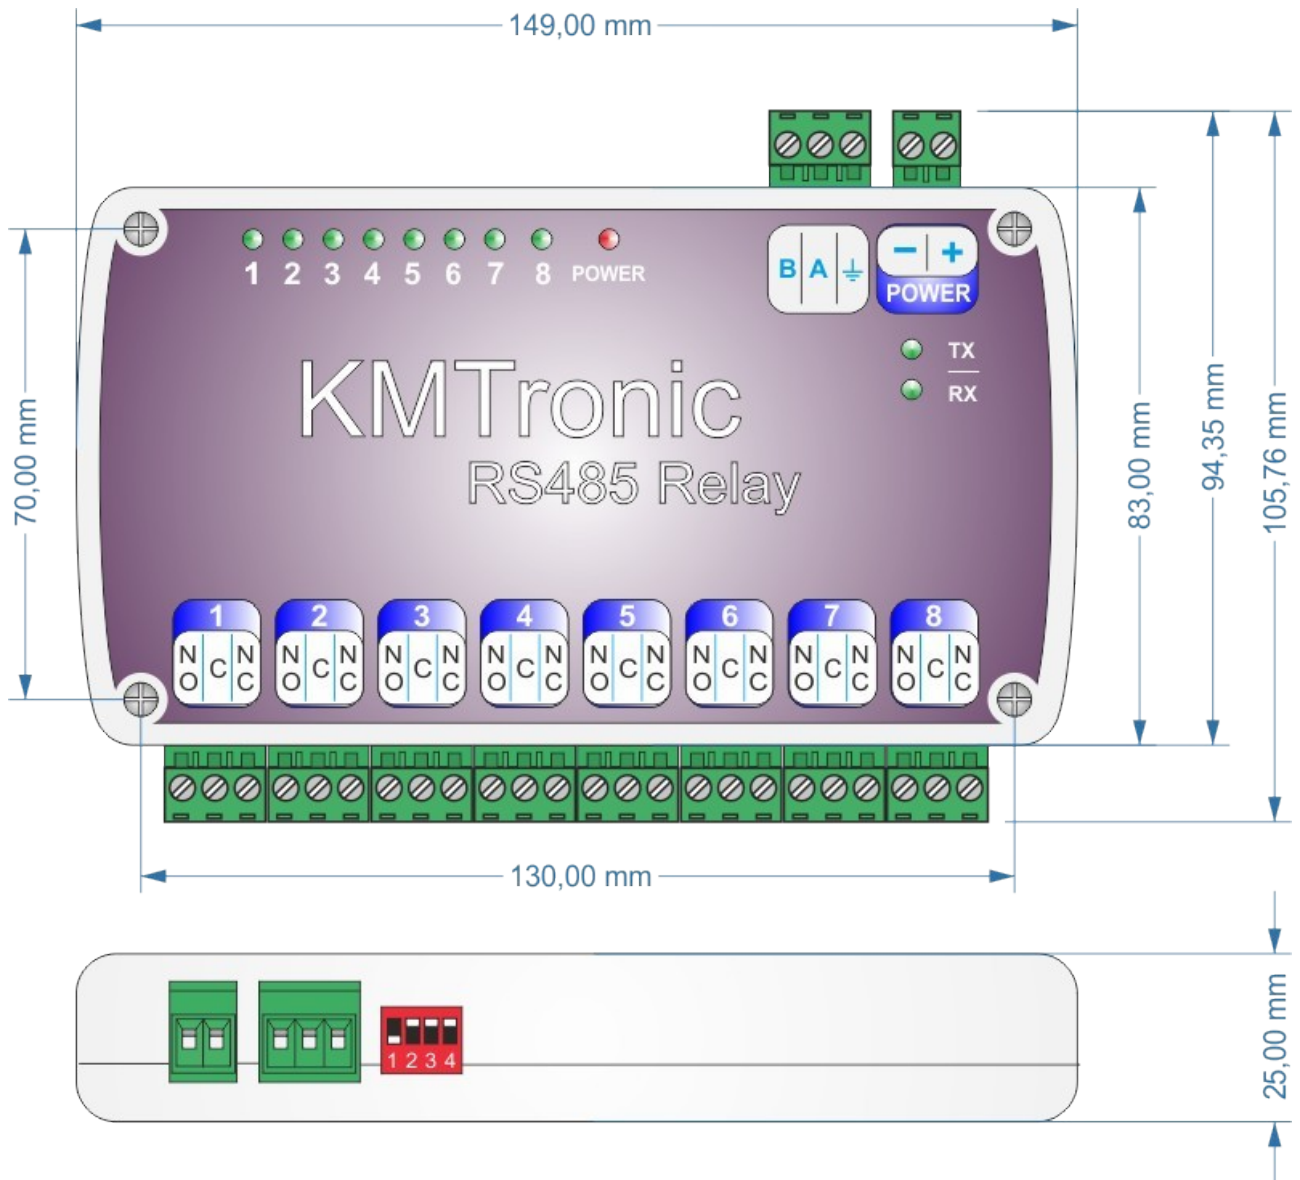 149,00 mm
1 2 3 4 5 6 7 8 POWER
B A - +
POWER
TX
RX
KMTronic
RS485 Relay
70,00 mm
83,00 mm
94,35 mm
105,76 mm
1 2 3 4 5 6 7 8
NO C NC NO C NC NO C NC NO C NC NO C NC NO C NC NO C NC NO C NC
130,00 mm
1 2 3 4
25,00 mm